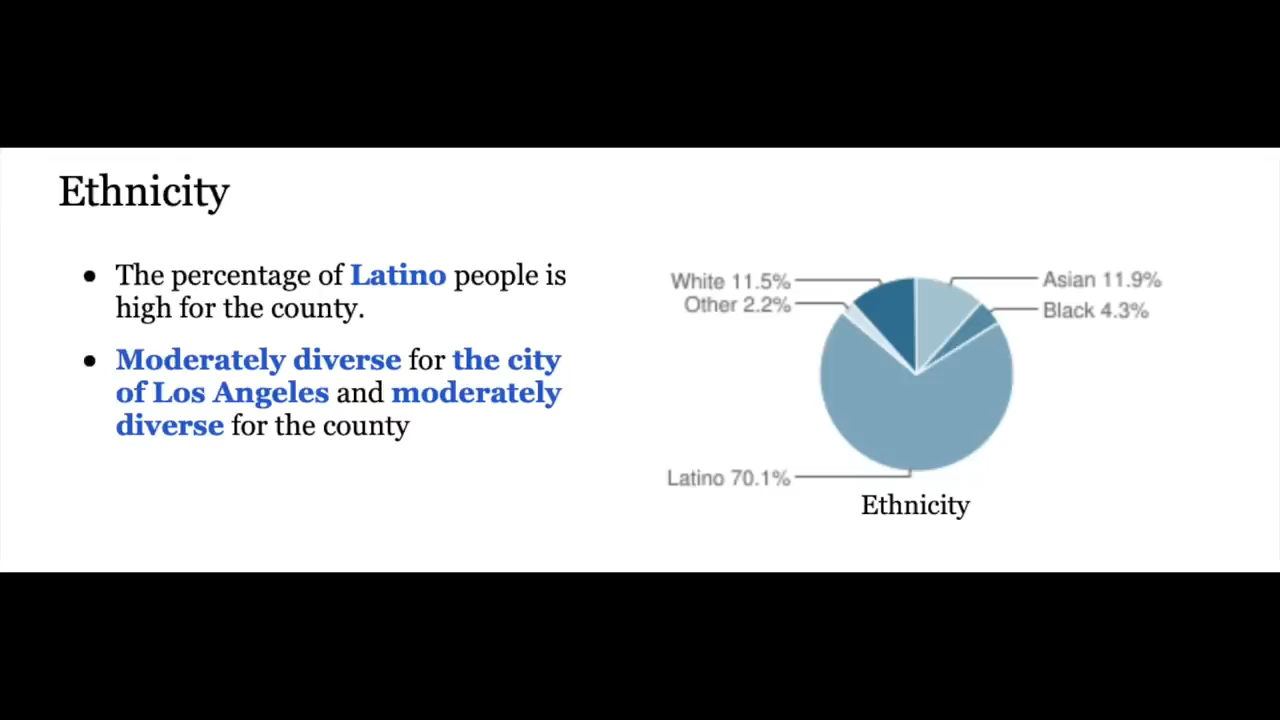 Ethnicity
● The percentage of Latino people is
high for the county.
● Moderately diverse for the city
of Los Angeles and moderately
diverse for the county
White 11.5%
Other 2.2%
Asian 11.9%
Black 4.3%
Latino 70.1%
Ethnicity